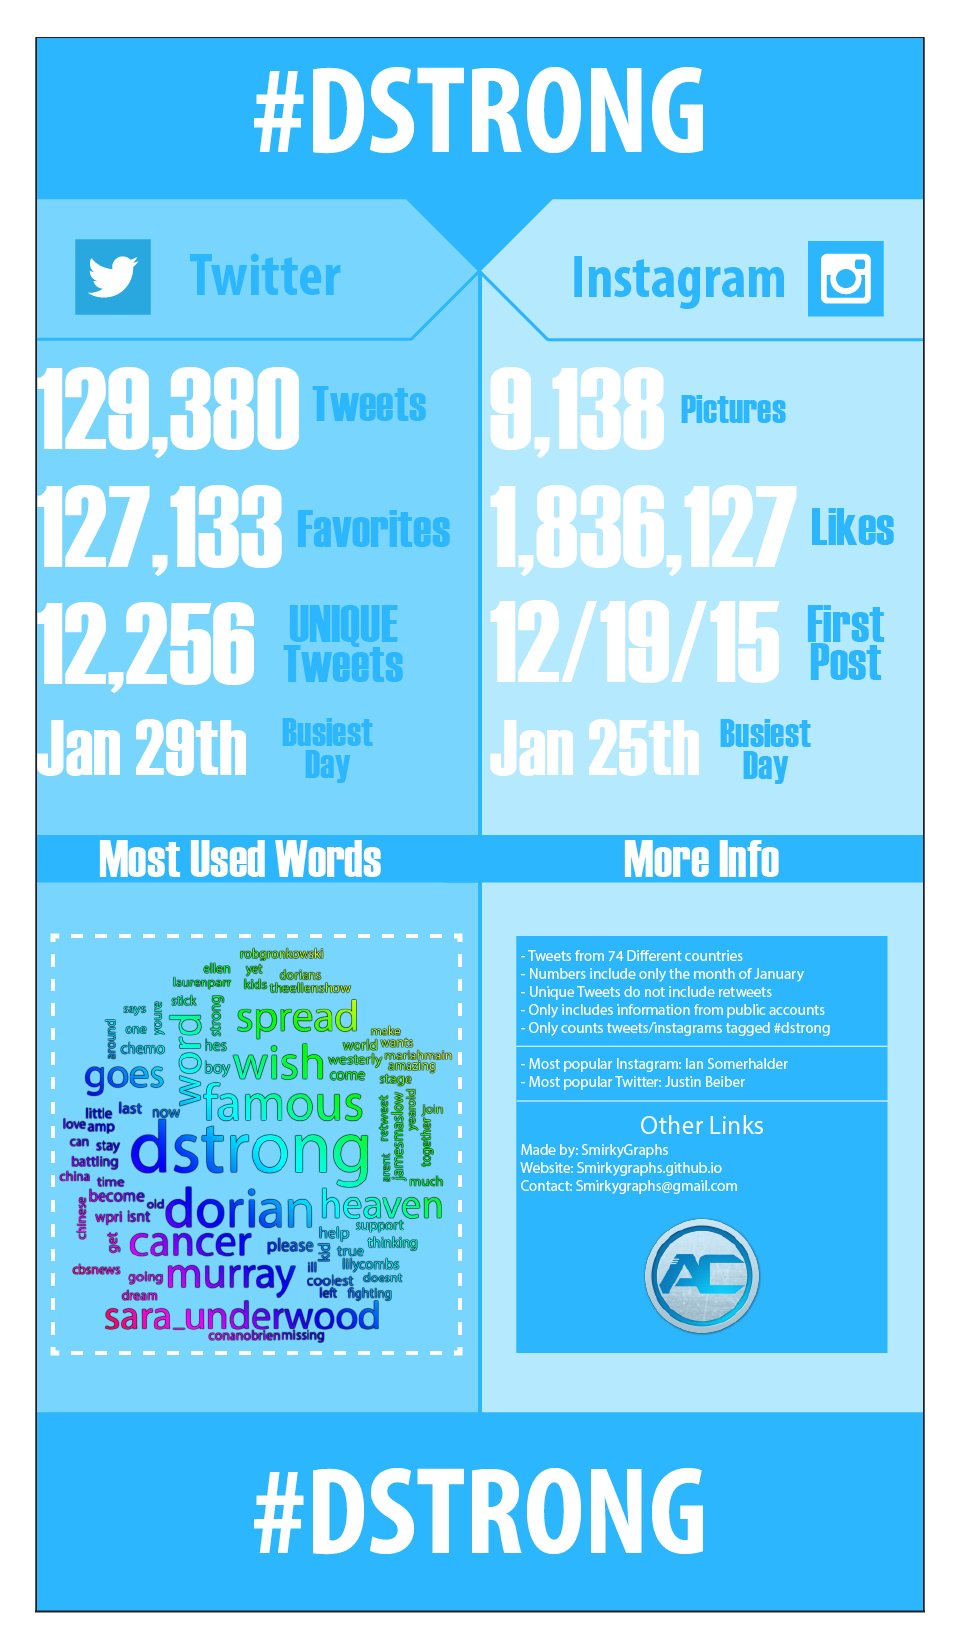 #DSTRONG
Twitter
Instagram
129,380 Tweets
127,133 Favorites
12,256 UNIQUE
Tweets
Jan 29th Busiest
Day
9,138 Pictures
1,836,127 Likes
12/19/15 First
Post
Jan 25th Busiest
Day
Most Used Words
robgronkowski
ellen yet dorians
laurenparr kids theellenshow
says youre stick strong spread
around one word make
chemo hes wish world wants
goes boy westerly mariahmain
amazing
come stage
little last now famous retweet jamesmaslow yearold join
love amp
can stay dstrong together
battling arent
china time much
become old dorian heaven
chinese wpri isnt support
get cancer please help thinking
kid true
cbsnews going murray ill lilycombs
coolest doesnt
dream left fighting
sara_underwood
conanobrien missing
More Info
- Tweets from 74 Different countries
- Numbers include only the month of January
- Unique Tweets do not include retweets
- Only includes information from public accounts
- Only counts tweets/instagrams tagged #dstrong
- Most popular Instagram: Ian Somerhalder
- Most popular Twitter: Justin Beiber
Other Links
Made by: SmirkyGraphs
Website: Smirkygraphs.github.io
Contact: Smirkygraphs@gmail.com
AC
#DSTRONG